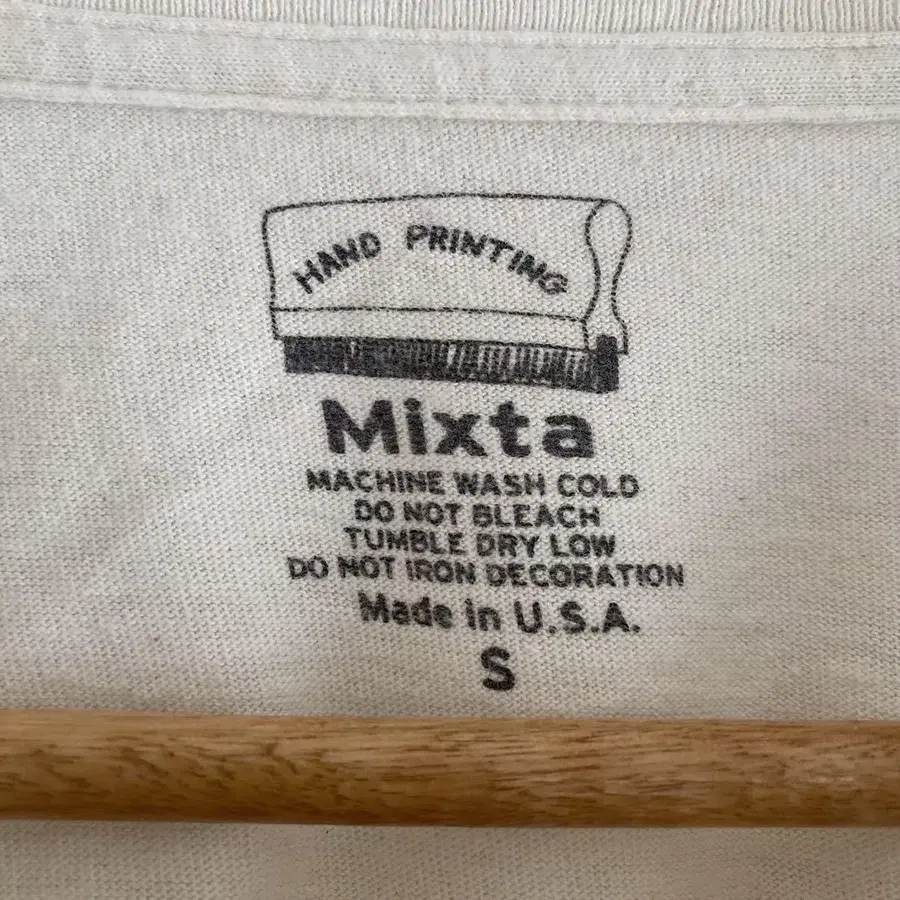 HAND PRINTING
Mixta
MACHINE WASH COLD
DO NOT BLEACH
TUMBLE DRY LOW
DO NOT IRON DECORATION
Made in U.S.A.
S